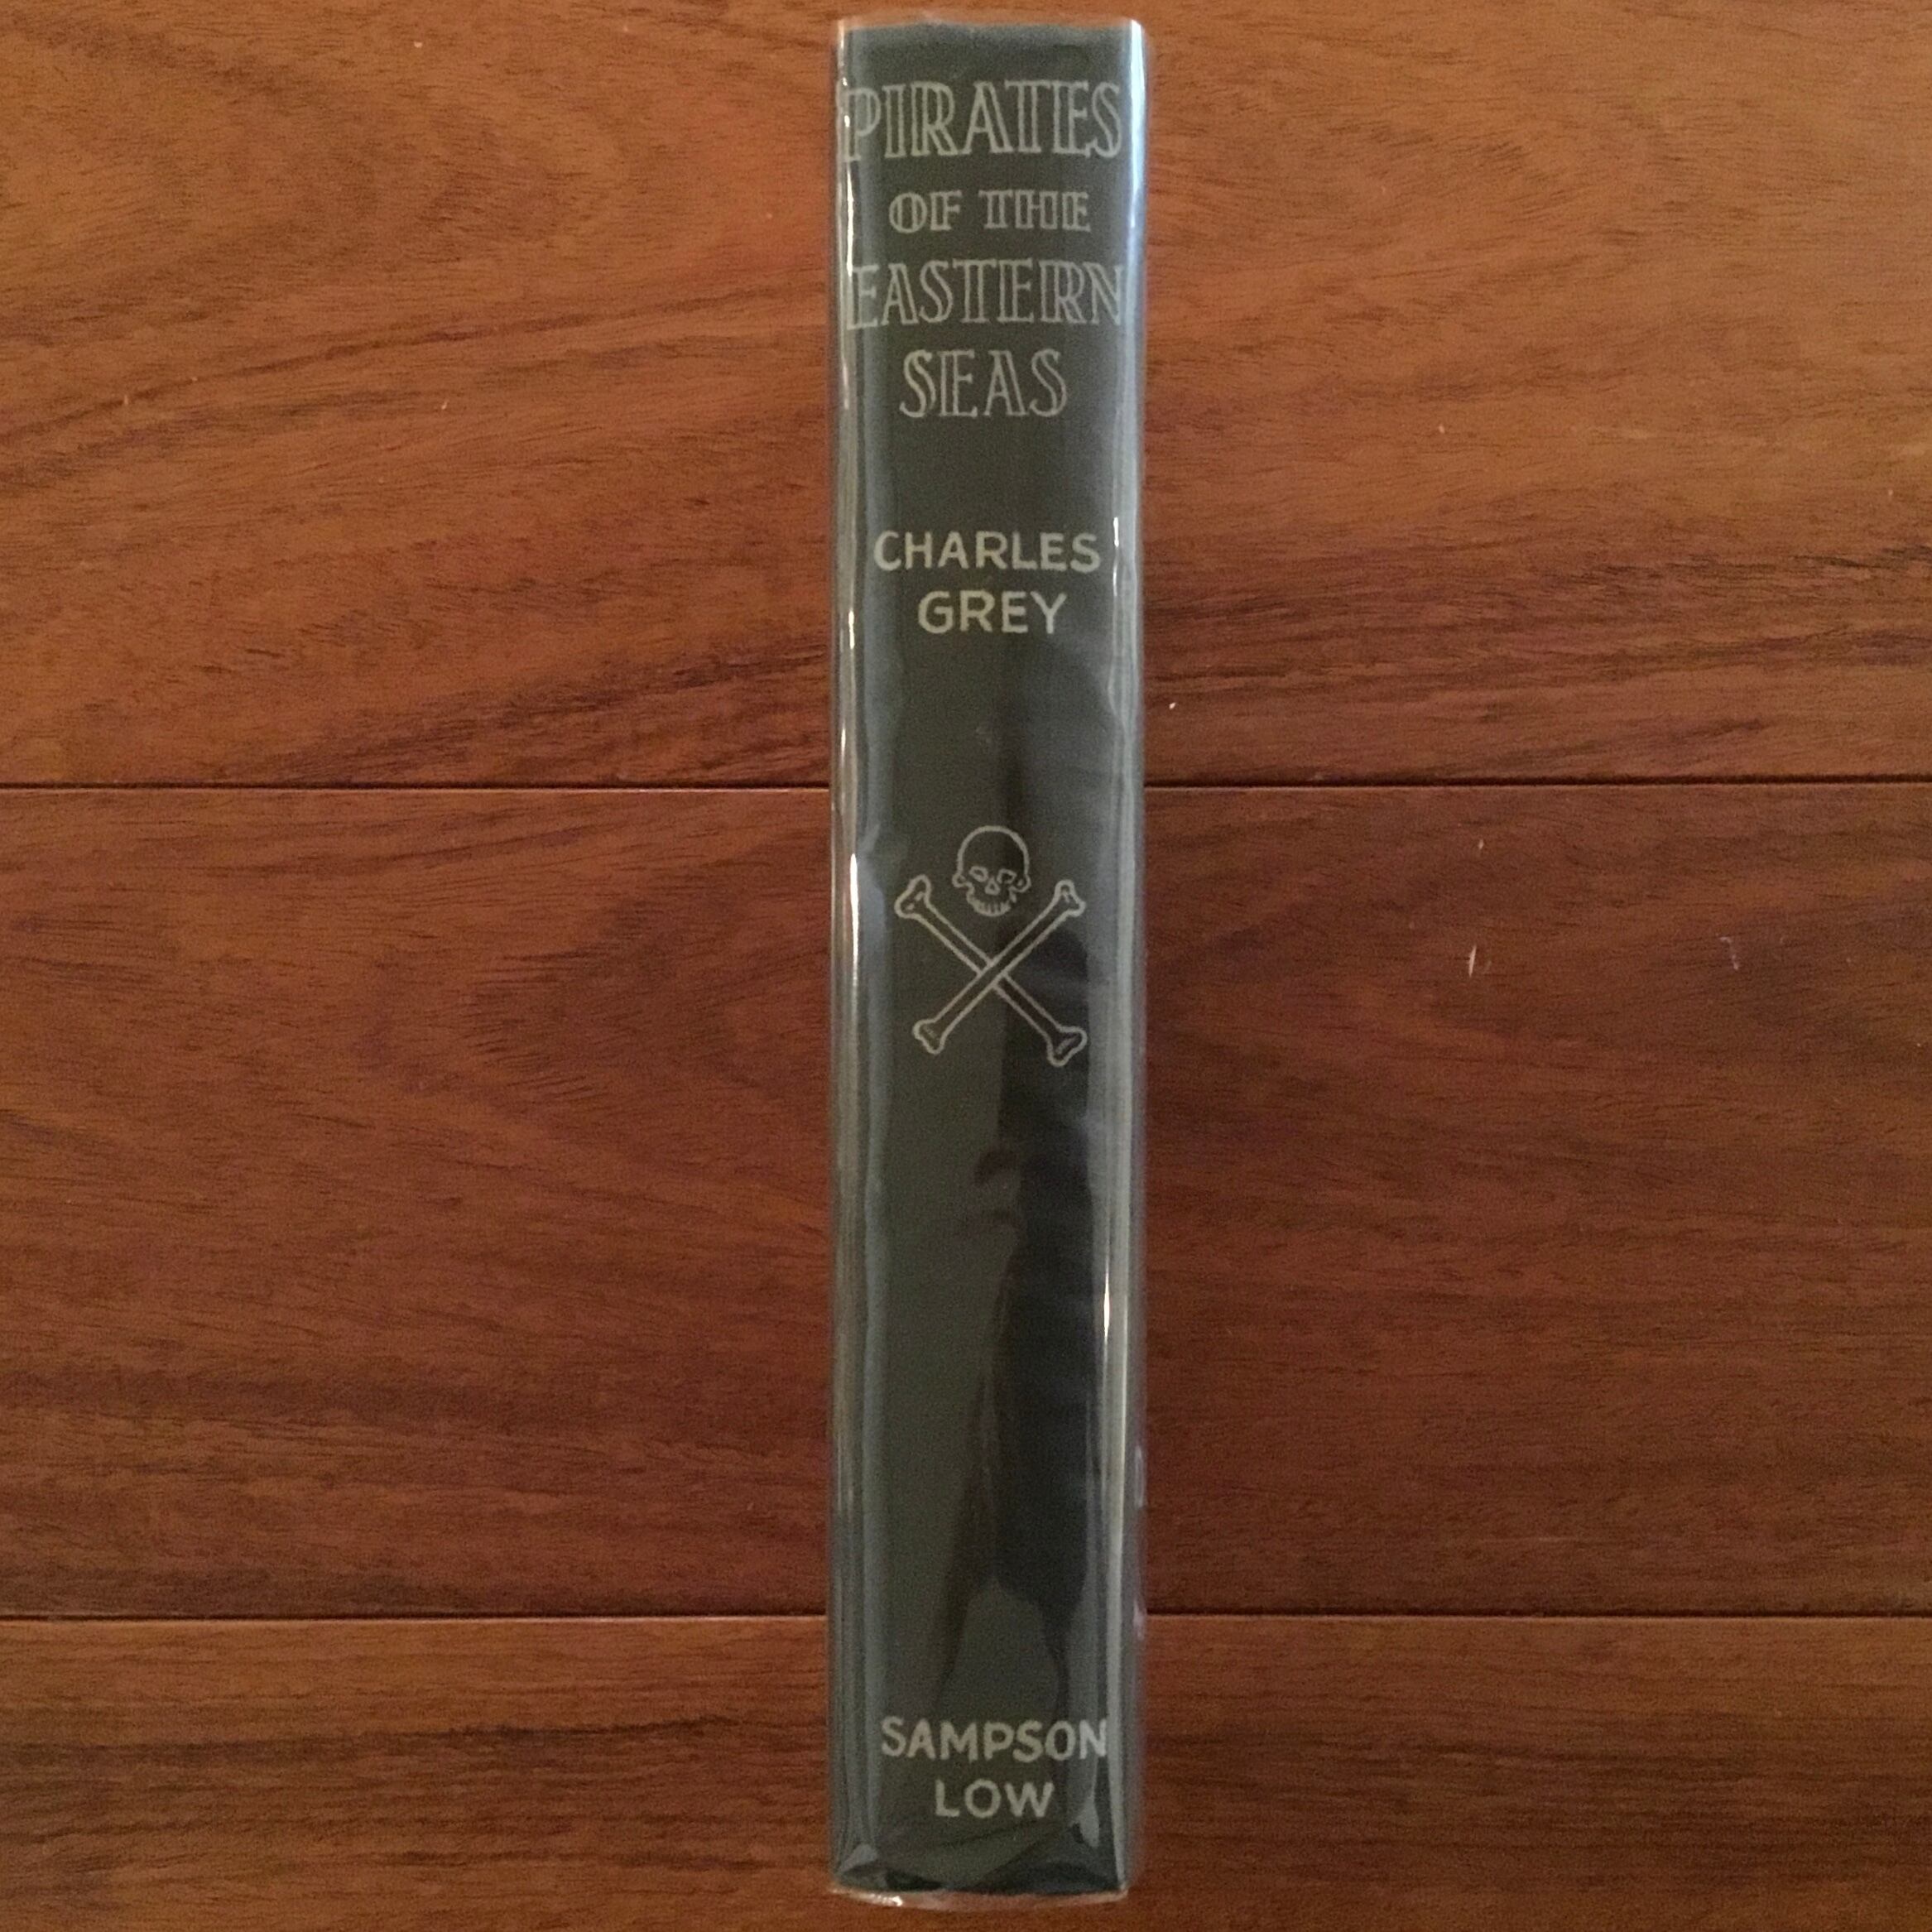 PIRATES
OF THE
EASTERN
SEAS
CHARLES
GREY
SAMPSON
LOW